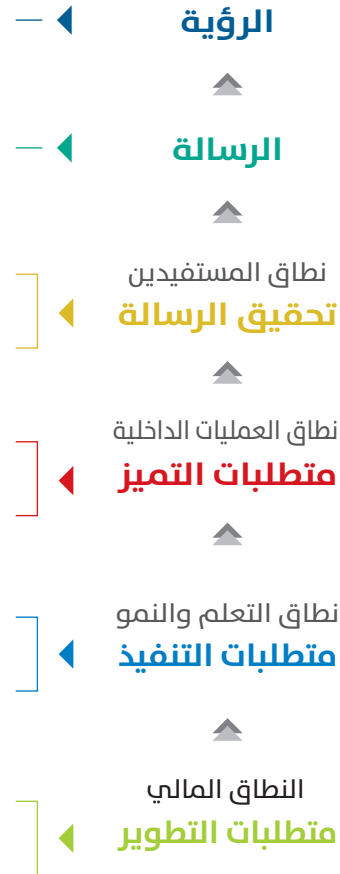 الرؤية
الرسالة
نطاق المستفيدين
تحقيق الرسالة
نطاق العمليات الداخلية
متطلبات التميز
نطاق التعلم والنمو
متطلبات التنفيذ
النطاق المالي
متطلبات التطوير